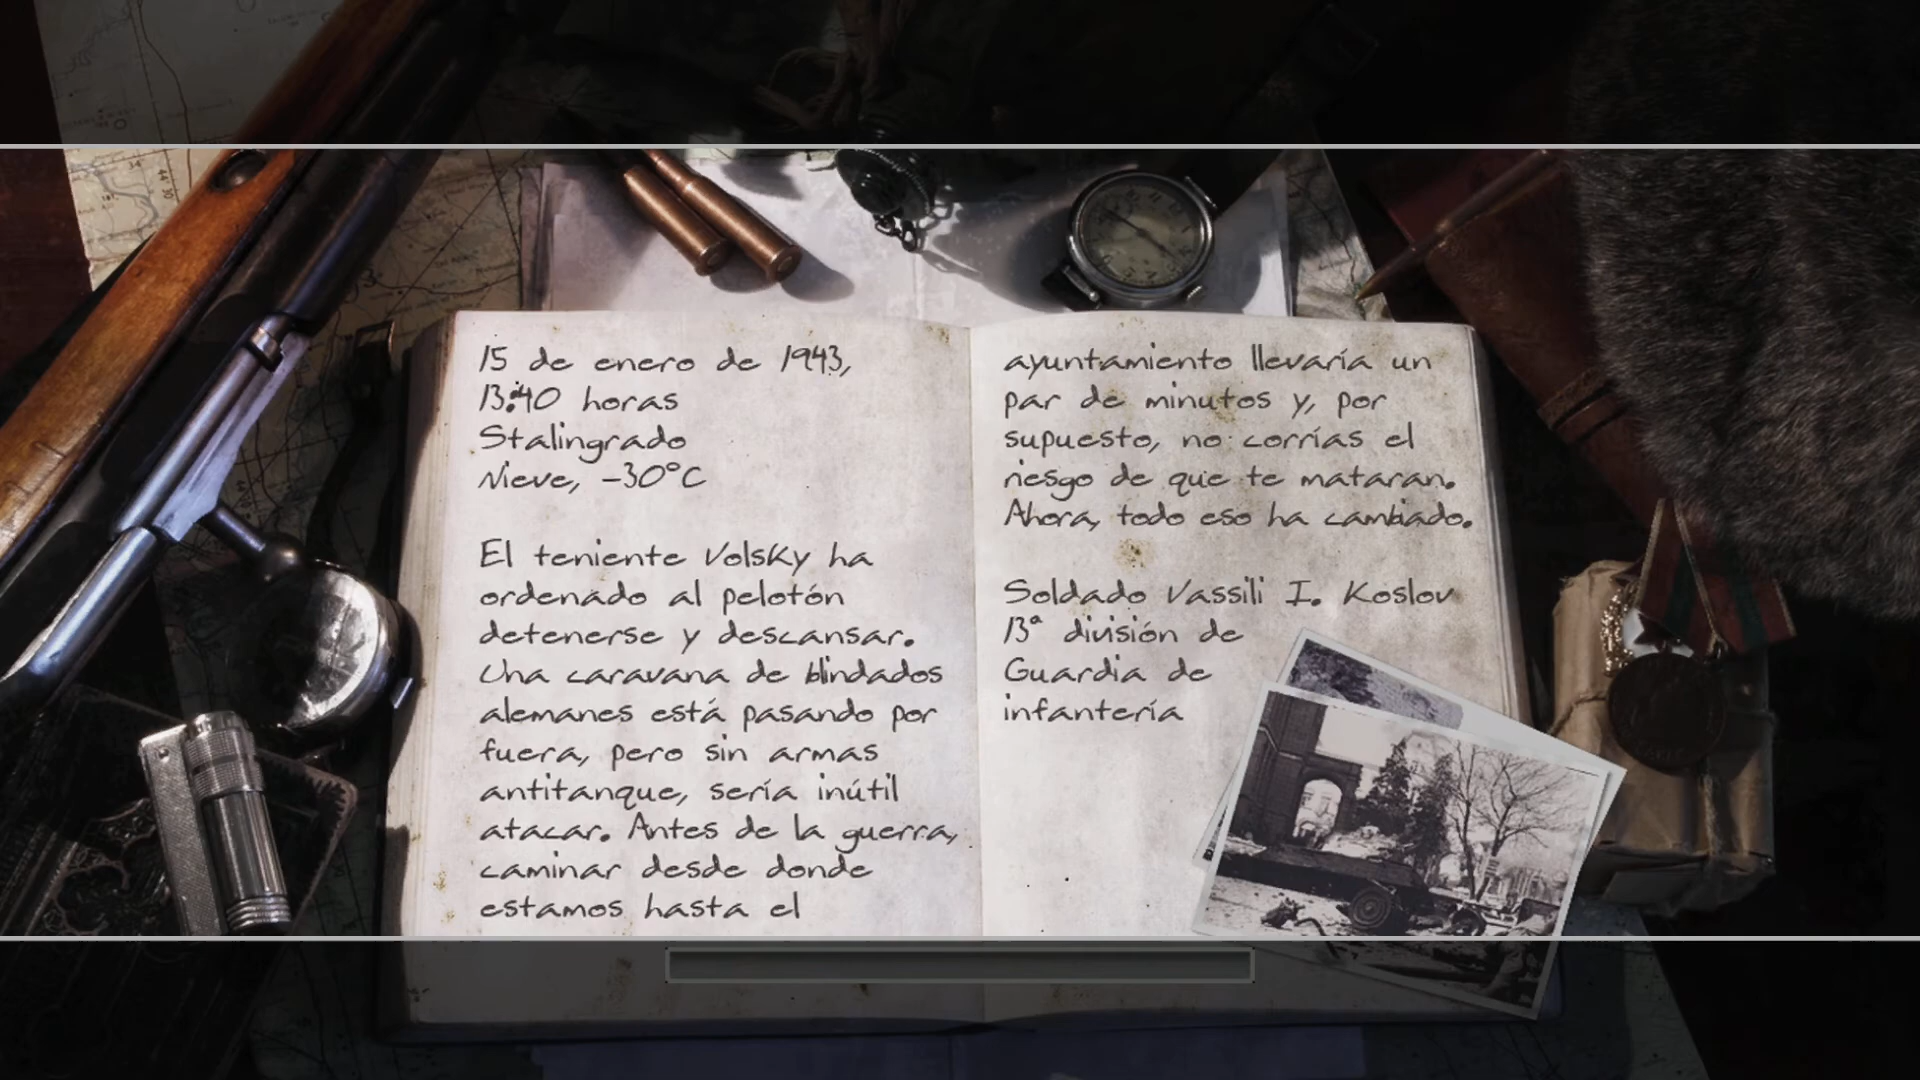 15 de enero de 1943,
13:40 horas
Stalingrado
Nieve, -30°C
El teniente Volsky ha
ordenado al pelotón
detenerse y descansar.
Una caravana de blindados
alemanes está pasando por
fuera, pero sin armas
antitanque, sería inútil
atacar. Antes de la guerra,
caminar desde donde
estamos hasta el
ayuntamiento llevaría un
par de minutos y, por
supuesto, no corrías el
riesgo de que te mataran.
Ahora, todo eso ha cambiado.
Soldado Vassili I. Koslov
13ª división de
Guardia de
infantería